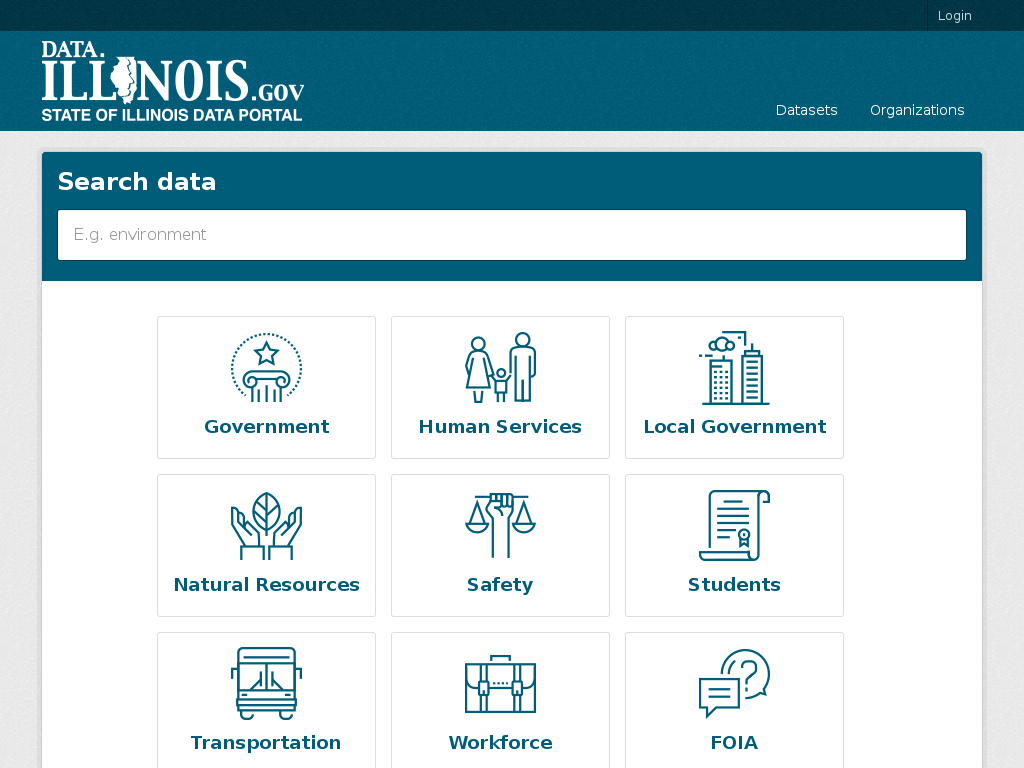 Login
DATA.
ILLINOIS.GOV
STATE OF ILLINOIS DATA PORTAL
Datasets Organizations
Search data
E.g. environment
Government Human Services Local Government
Natural Resources Safety Students
Transportation Workforce FOIA